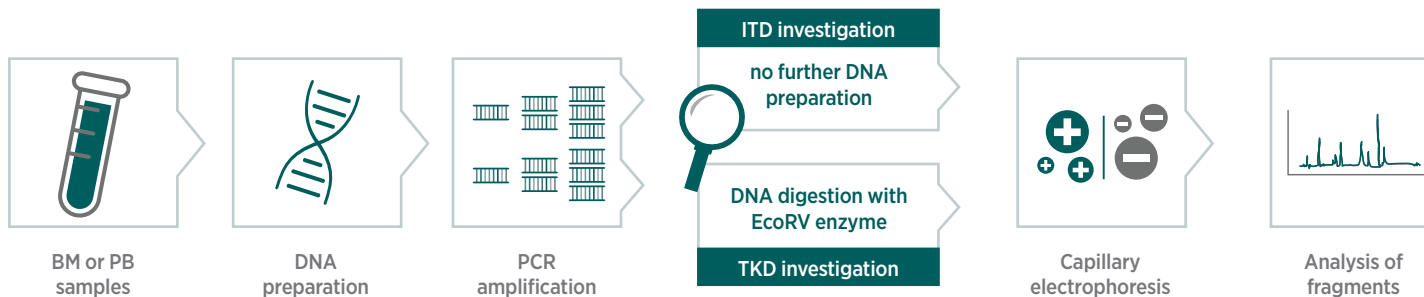 BM or PB
samples
DNA
preparation
PCR
amplification
ITD investigation
no further DNA
preparation
DNA digestion with
EcoRV enzyme
TKD investigation
Capillary
electrophoresis
Analysis of
fragments